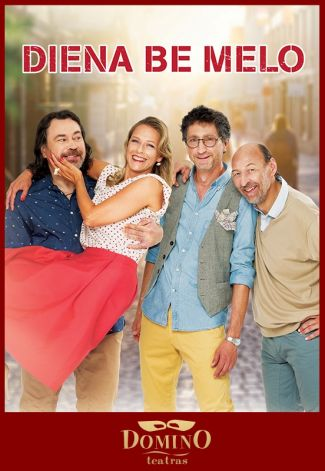 DIENA BE MELO
DOMINO
teatras